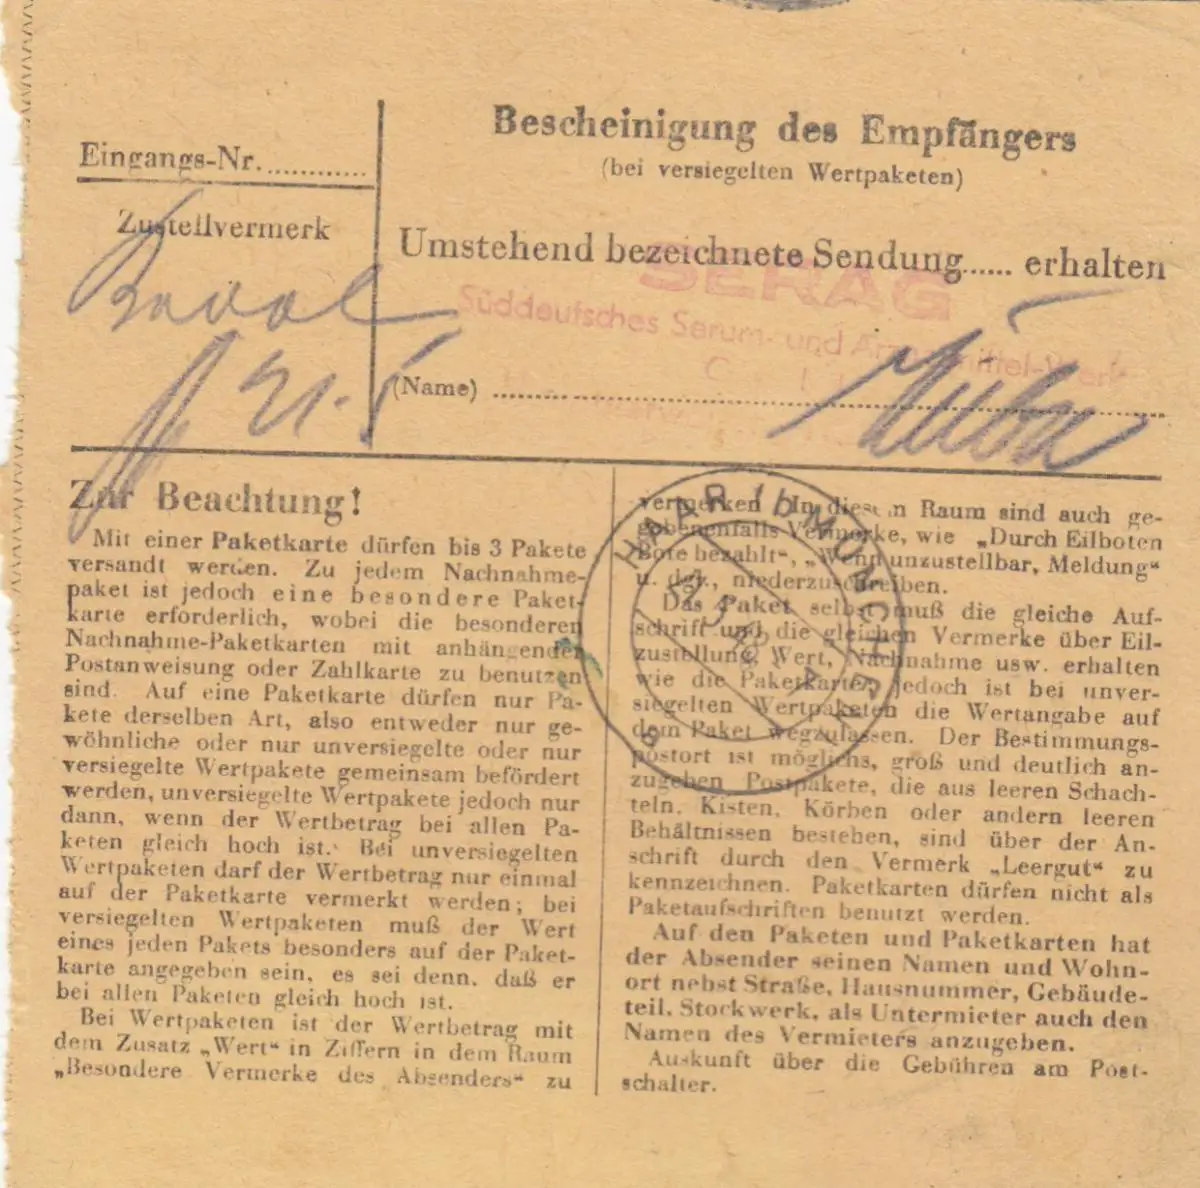 Eingangs-Nr.
Zustellvermerk
21.5
Bescheinigung des Empfängers
(bei versiegelten Wertpaketen)
Umstehend bezeichnete Sendung...... erhalten
SERAG
Süddeutsches Serum- und Arzneimittel-Werk
(Name)
Zur Beachtung!
Mit einer Paketkarte dürfen bis 3 Pakete
versandt werden. Zu jedem Nachnahme-
paket ist jedoch eine besondere Paket-
karte erforderlich, wobei die besonderen
Nachnahme-Paketkarten mit anhängender
Postanweisung oder Zahlkarte zu benutzen
sind. Auf eine Paketkarte dürfen nur Pa-
kete derselben Art, also entweder nur ge-
wöhnliche oder nur unversiegelte oder nur
versiegelte Wertpakete gemeinsam befördert
werden, unversiegelte Wertpakete jedoch nur
dann, wenn der Wertbetrag bei allen Pa-
keten gleich hoch ist. Bei unversiegelten
Wertpaketen darf der Wertbetrag nur einmal
auf der Paketkarte vermerkt werden; bei
versiegelten Wertpaketen muß der Wert
eines jeden Pakets besonders auf der Paket-
karte angegeben sein, es sei denn, daß er
bei allen Paketen gleich hoch ist.
Bei Wertpaketen ist der Wertbetrag mit
dem Zusatz „Wert“ in Ziffern in dem Raum
„Besondere Vermerke des Absenders“ zu
vermerken. In diesen Raum sind auch ge-
gebenenfalls Vermerke, wie „Durch Eilboten
Bote bezahlt“, „Wenn unzustellbar, Meldung“
u. dgl., niederzuschreiben.
Das Paket selbst muß die gleiche Auf-
schrift und die gleichen Vermerke über Eil-
zustellung, Wert, Nachnahme usw. erhalten
wie die Paketkarte, jedoch ist bei unver-
siegelten Wertpaketen die Wertangabe auf
dem Paket wegzulassen. Der Bestimmungs-
postort ist möglichs, groß und deutlich an-
zugeben Postpakete, die aus leeren Schach-
teln, Kisten, Körben oder andern leeren
Behältnissen bestehen, sind über der An-
schrift durch den Vermerk „Leergut“ zu
kennzeichnen. Paketkarten dürfen nicht als
Paketaufschriften benutzt werden.
Auf den Paketen und Paketkarten hat
der Absender seinen Namen und Wohn-
ort nebst Straße, Hausnummer, Gebäude-
teil, Stockwerk, als Untermieter auch den
Namen des Vermieters anzugeben.
Auskunft über die Gebühren am Post-
schalter.
HAAR (b MÜNCHEN)